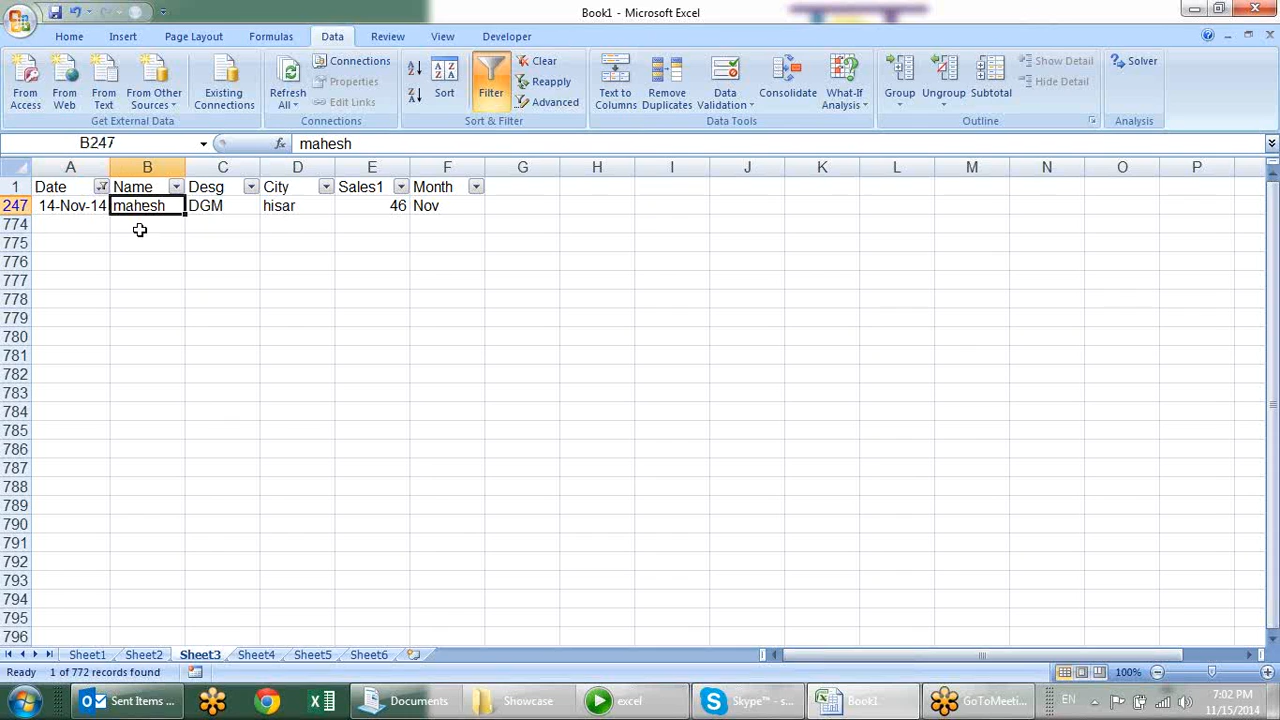 Book1 - Microsoft Excel
Home Insert Page Layout Formulas Data Review View Developer
From Access
From Web
From Text
From Other Sources
Existing Connections
Get External Data
Refresh All
Connections
Properties
Edit Links
Connections
Sort
Filter
Clear
Reapply
Advanced
Sort & Filter
Text to Columns
Remove Duplicates
Data Validation
Consolidate
What-If Analysis
Data Tools
Group
Ungroup
Subtotal
Show Detail
Hide Detail
Outline
Solver
Analysis
B247 fx mahesh
A B C D E F G H I J K L M N O P
1 Date Name Desg City Sales1 Month
247 14-Nov-14 mahesh DGM hisar 46 Nov
774
775
776
777
778
779
780
781
782
783
784
785
786
787
788
789
790
791
792
793
794
795
796
Sheet1 Sheet2 Sheet3 Sheet4 Sheet5 Sheet6
Ready 1 of 772 records found 100%
Sent Items ... Documents Showcase excel Skype™ - s... Book1 GoToMeeti... EN 7:02 PM
11/15/2014